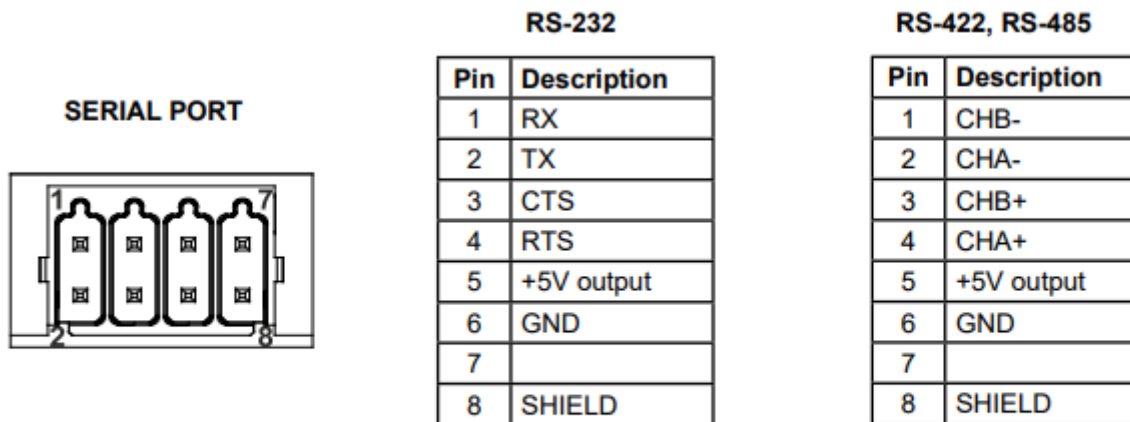 SERIAL PORT
1 7
2 8
RS-232
Pin Description
1 RX
2 TX
3 CTS
4 RTS
5 +5V output
6 GND
7
8 SHIELD
RS-422, RS-485
Pin Description
1 CHB-
2 CHA-
3 CHB+
4 CHA+
5 +5V output
6 GND
7
8 SHIELD